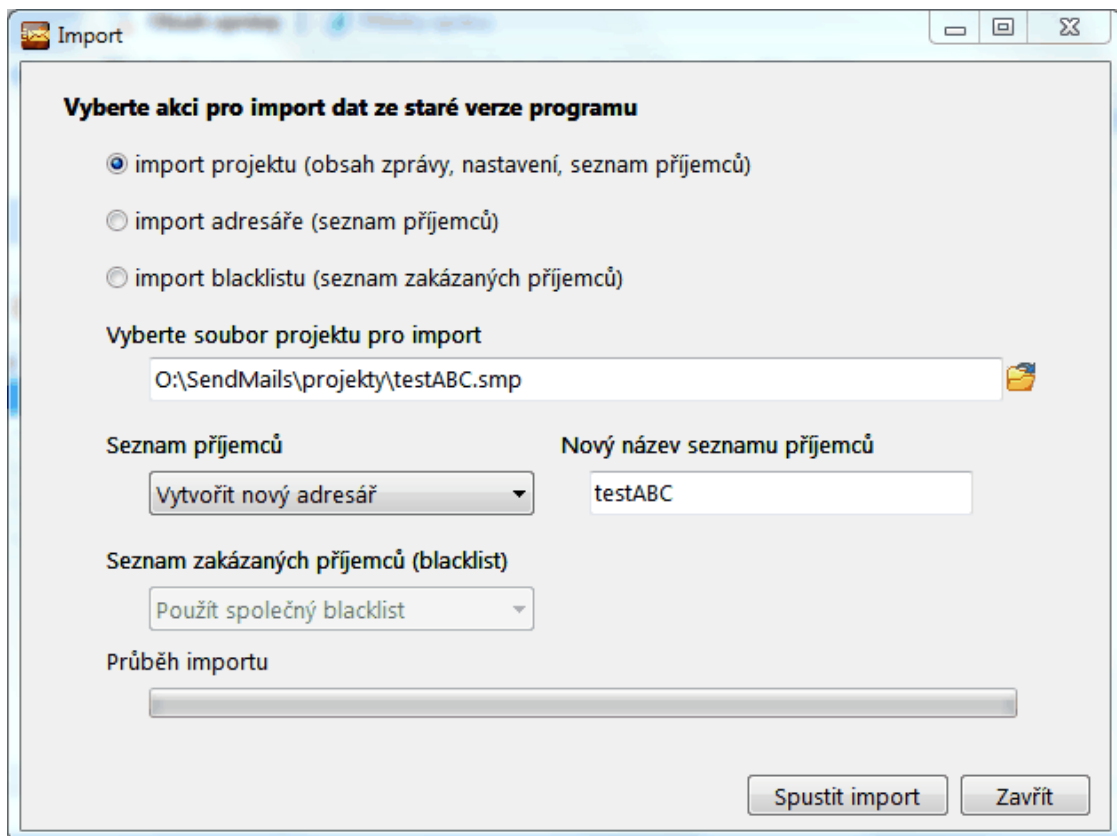 Import
Vyberte akci pro import dat ze staré verze programu
import projektu (obsah zprávy, nastavení, seznam příjemců)
import adresáře (seznam příjemců)
import blacklistu (seznam zakázaných příjemců)
Vyberte soubor projektu pro import
O:\SendMails\projekty\testABC.smp
Seznam příjemců
Nový název seznamu příjemců
Vytvořit nový adresář
testABC
Seznam zakázaných příjemců (blacklist)
Použít společný blacklist
Průběh importu
Spustit import
Zavřít